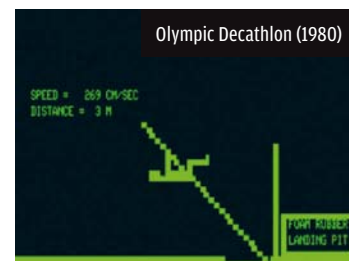 Olympic Decathlon (1980)
SPEED = 269 CM/SEC
DISTANCE = 3 M
FOAM RUBBER
LANDING PIT